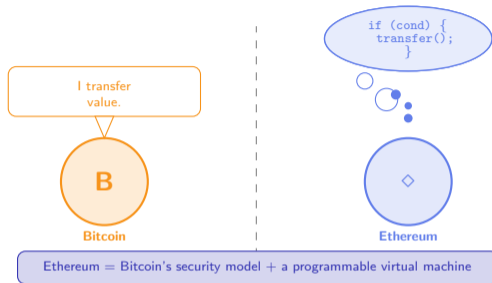 if (cond) {
transfer();
}
I transfer
value.
B
Bitcoin
Ethereum
Ethereum = Bitcoin's security model + a programmable virtual machine